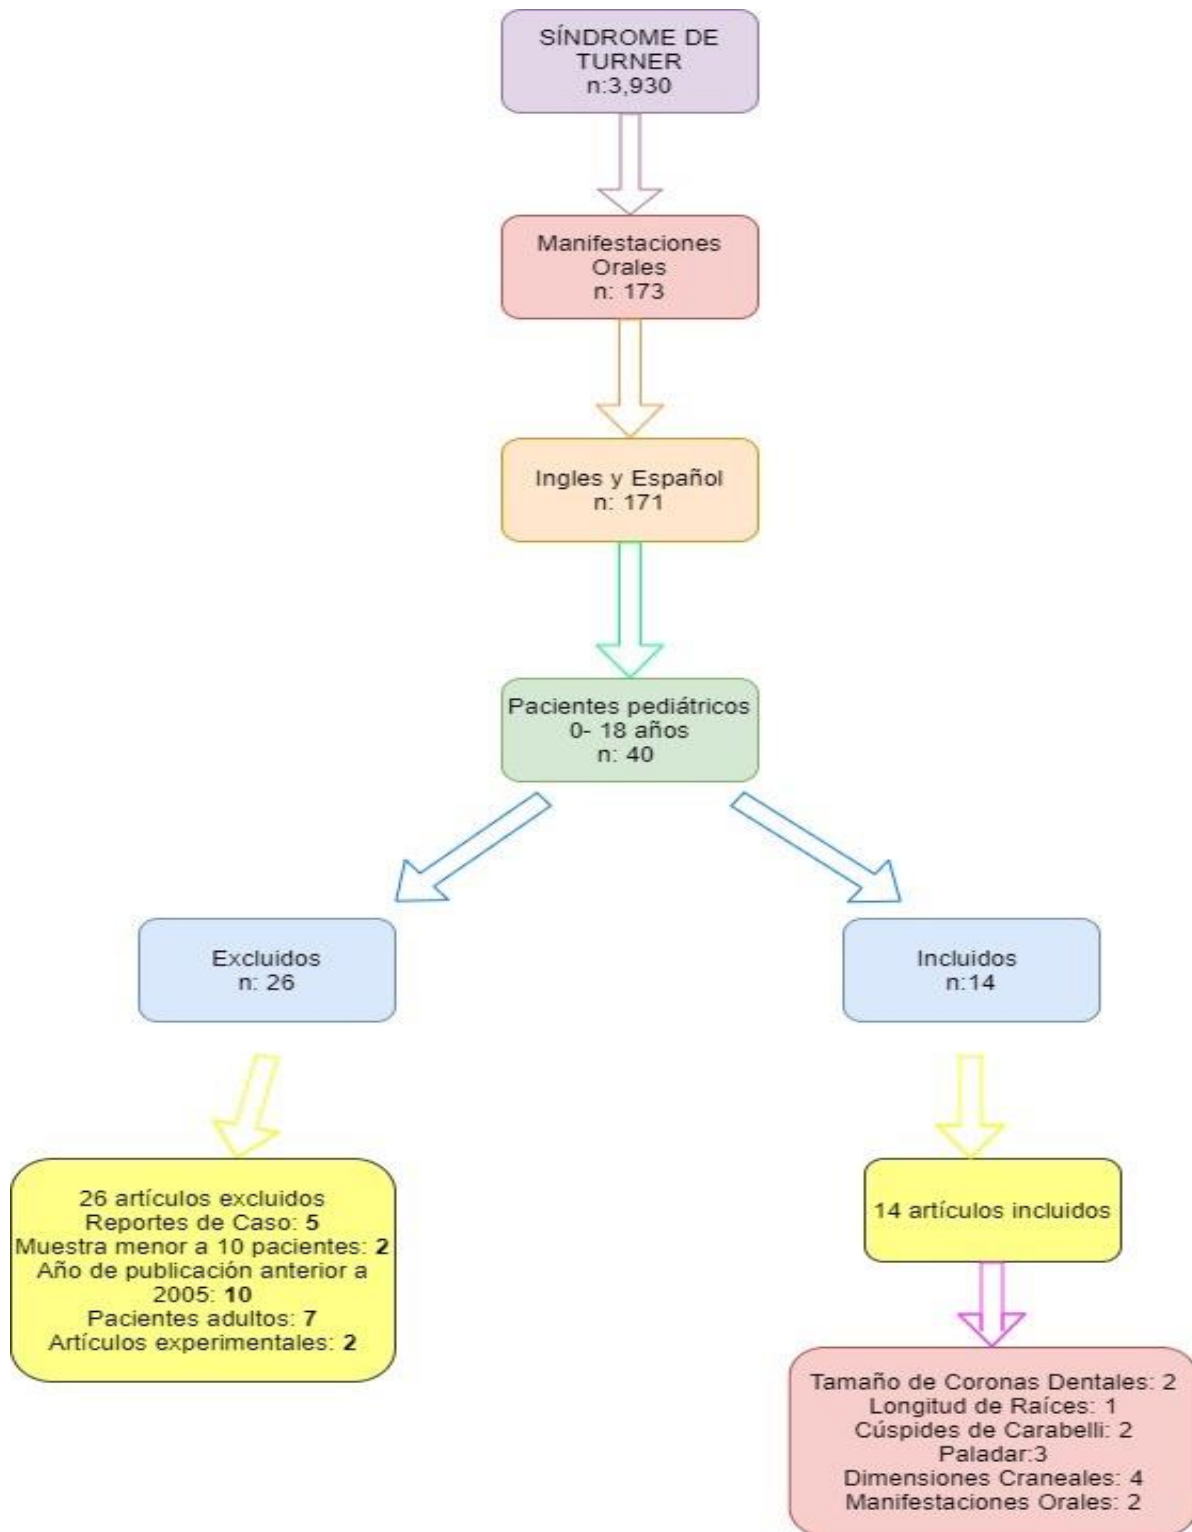 SÍNDROME DE
TURNER
n:3,930
Manifestaciones
Orales
n: 173
Ingles y Español
n: 171
Pacientes pediátricos
0- 18 años
n: 40
Excluidos
n: 26
Incluidos
n:14
26 artículos excluidos
Reportes de Caso: 5
Muestra menor a 10 pacientes: 2
Año de publicación anterior a
2005: 10
Pacientes adultos: 7
Artículos experimentales: 2
14 artículos incluidos
Tamaño de Coronas Dentales: 2
Longitud de Raíces: 1
Cúspides de Carabelli: 2
Paladar:3
Dimensiones Craneales: 4
Manifestaciones Orales: 2